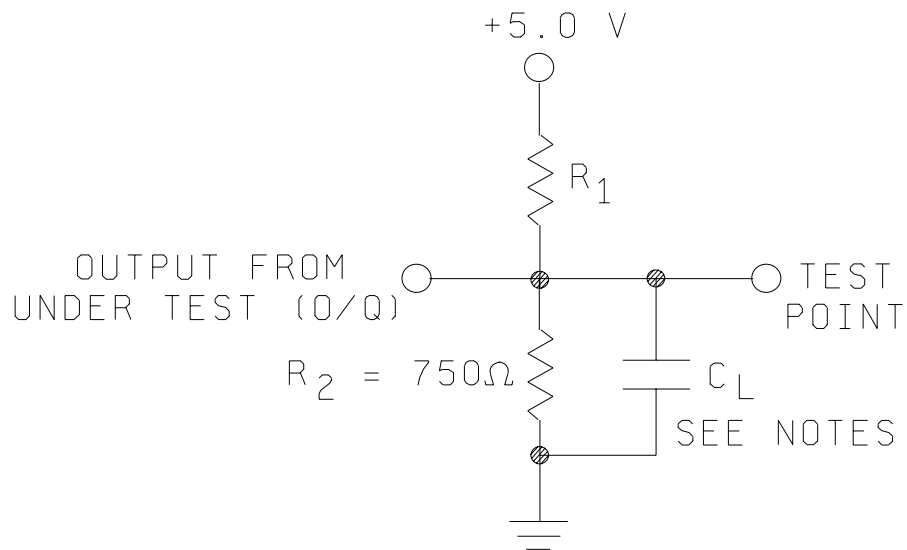 +5.0 V
R1
OUTPUT FROM
UNDER TEST (O/Q)
TEST
POINT
R2 = 750Ω
CL
SEE NOTES